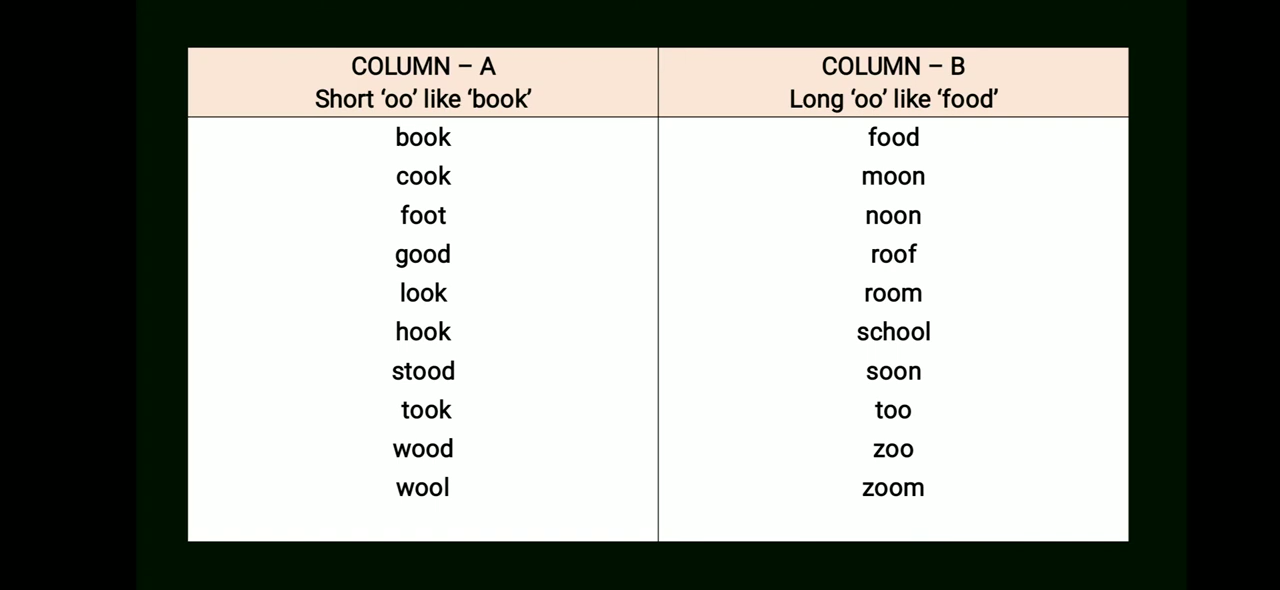 COLUMN – A
Short ‘oo’ like ‘book’
COLUMN – B
Long ‘oo’ like ‘food’
book food
cook moon
foot noon
good roof
look room
hook school
stood soon
took too
wood zoo
wool zoom